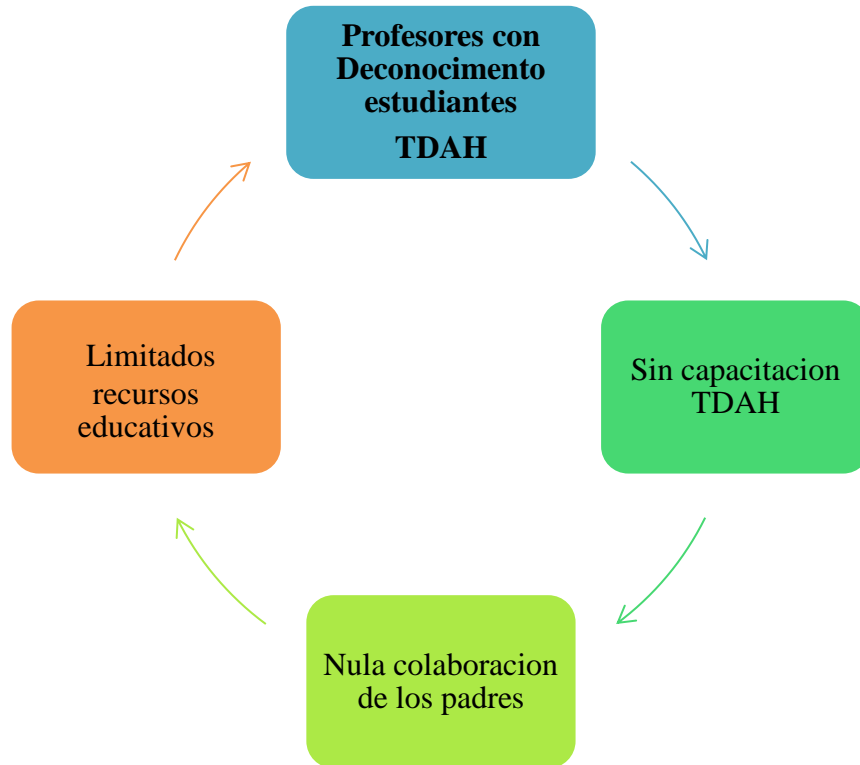 Profesores con
Deconocimento
estudiantes
TDAH
Sin capacitacion
TDAH
Nula colaboracion
de los padres
Limitados
recursos
educativos